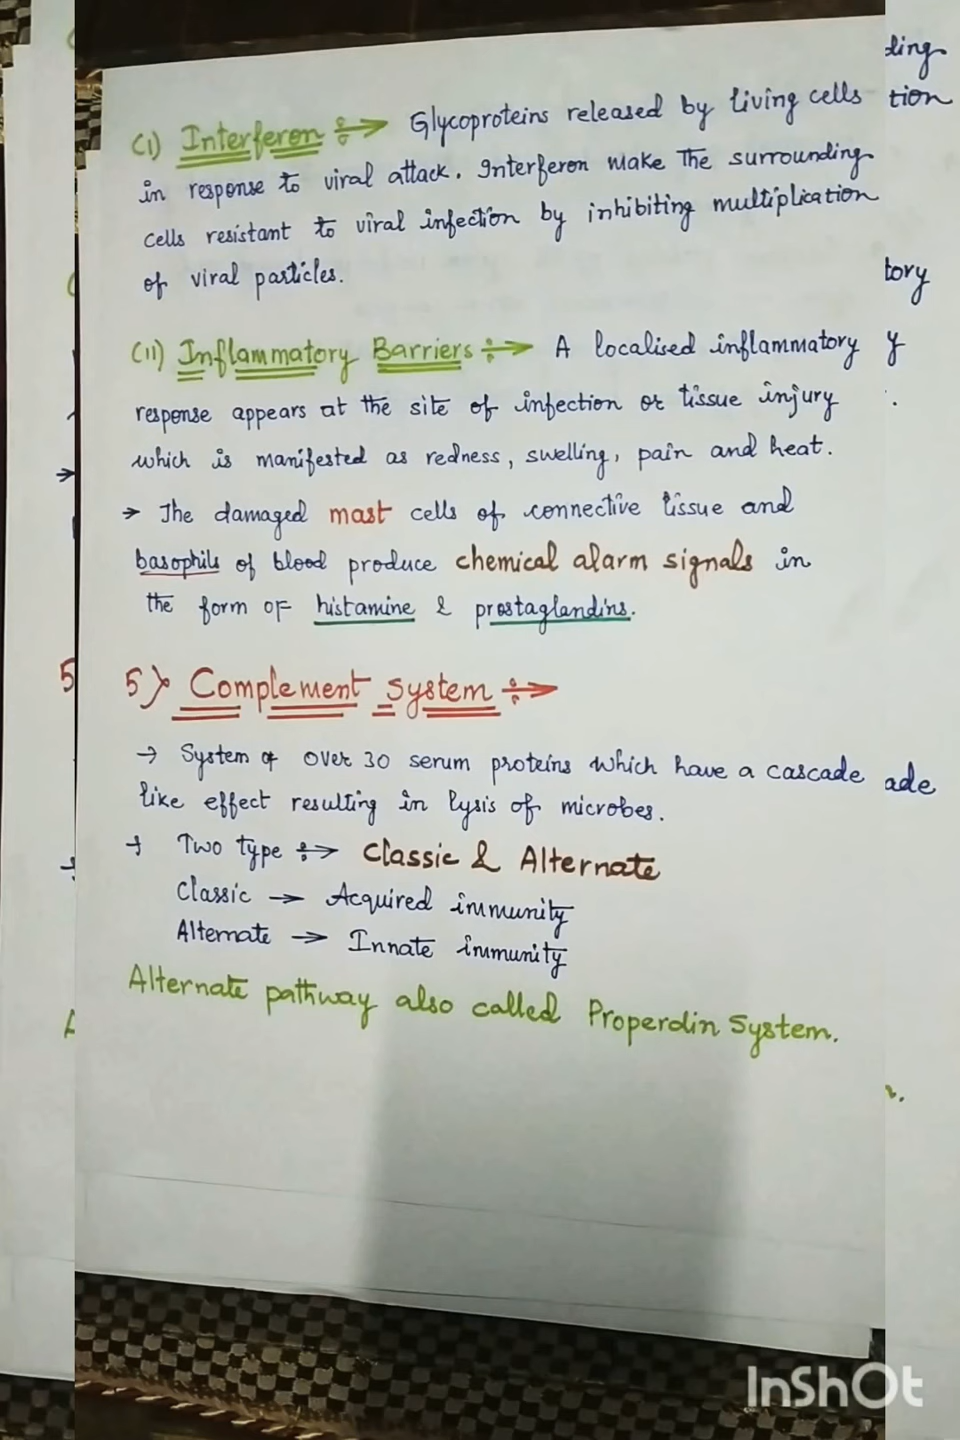 (i) Interferon ÷→ Glycoproteins released by living cells
in response to viral attack. Interferon make the surrounding
cells resistant to viral infection by inhibiting multiplication
of viral particles.
(ii) Inflammatory Barriers ÷→ A localised inflammatory
response appears at the site of infection or tissue injury
which is manifested as redness, swelling, pain and heat.
→ The damaged mast cells of connective tissue and
basophils of blood produce chemical alarm signals in
the form of histamine & prostaglandins.
5) Complement system ÷→
→ System of over 30 serum proteins which have a cascade
like effect resulting in lysis of microbes.
→ Two type ÷→ Classic & Alternate
Classic → Acquired immunity
Alternate → Innate immunity
Alternate pathway also called Properdin System.
InShOt